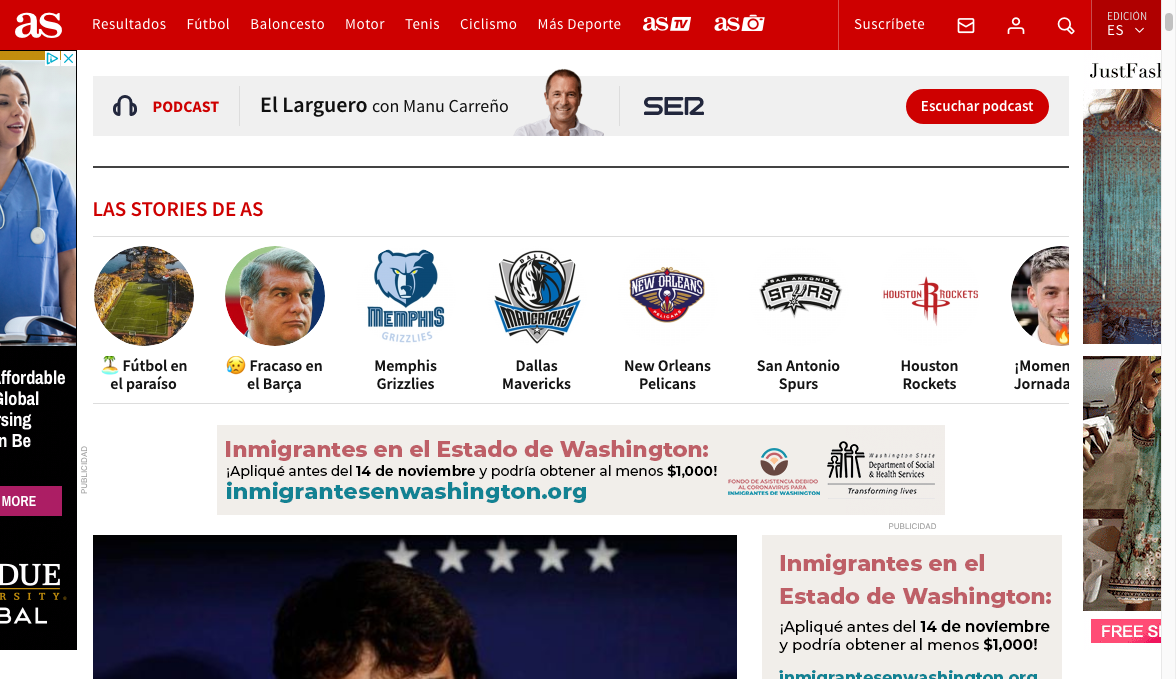 as
Resultados
Fútbol
Baloncesto
Motor
Tenis
Ciclismo
Más Deporte
as TV
as
Suscríbete
EDICIÓN
ES
PODCAST
El Larguero con Manu Carreño
SER
Escuchar podcast
JustFash
LAS STORIES DE AS
MEMPHIS
GRIZZLIES
DALLAS
MAVERICKS
NEW ORLEANS
PELICANS
SAN ANTONIO
SPURS
HOUSTON ROCKETS
🏝️ Fútbol en
el paraíso
😥 Fracaso en
el Barça
Memphis
Grizzlies
Dallas
Mavericks
New Orleans
Pelicans
San Antonio
Spurs
Houston
Rockets
¡Momen
Jornada
ffordable
Global
rsing
n Be
MORE
DUE
ERSITY
BAL
PUBLICIDAD
Inmigrantes en el Estado de Washington:
¡Apliqué antes del 14 de noviembre y podría obtener al menos $1,000!
inmigrantesenwashington.org
FONDO DE ASISTENCIA DEBIDO
AL CORONAVIRUS PARA
INMIGRANTES DE WASHINGTON
Washington State
Department of Social
& Health Services
Transforming lives
PUBLICIDAD
Inmigrantes en el
Estado de Washington:
¡Apliqué antes del 14 de noviembre
y podría obtener al menos $1,000!
inmigrantesenwashington.org
FREE S